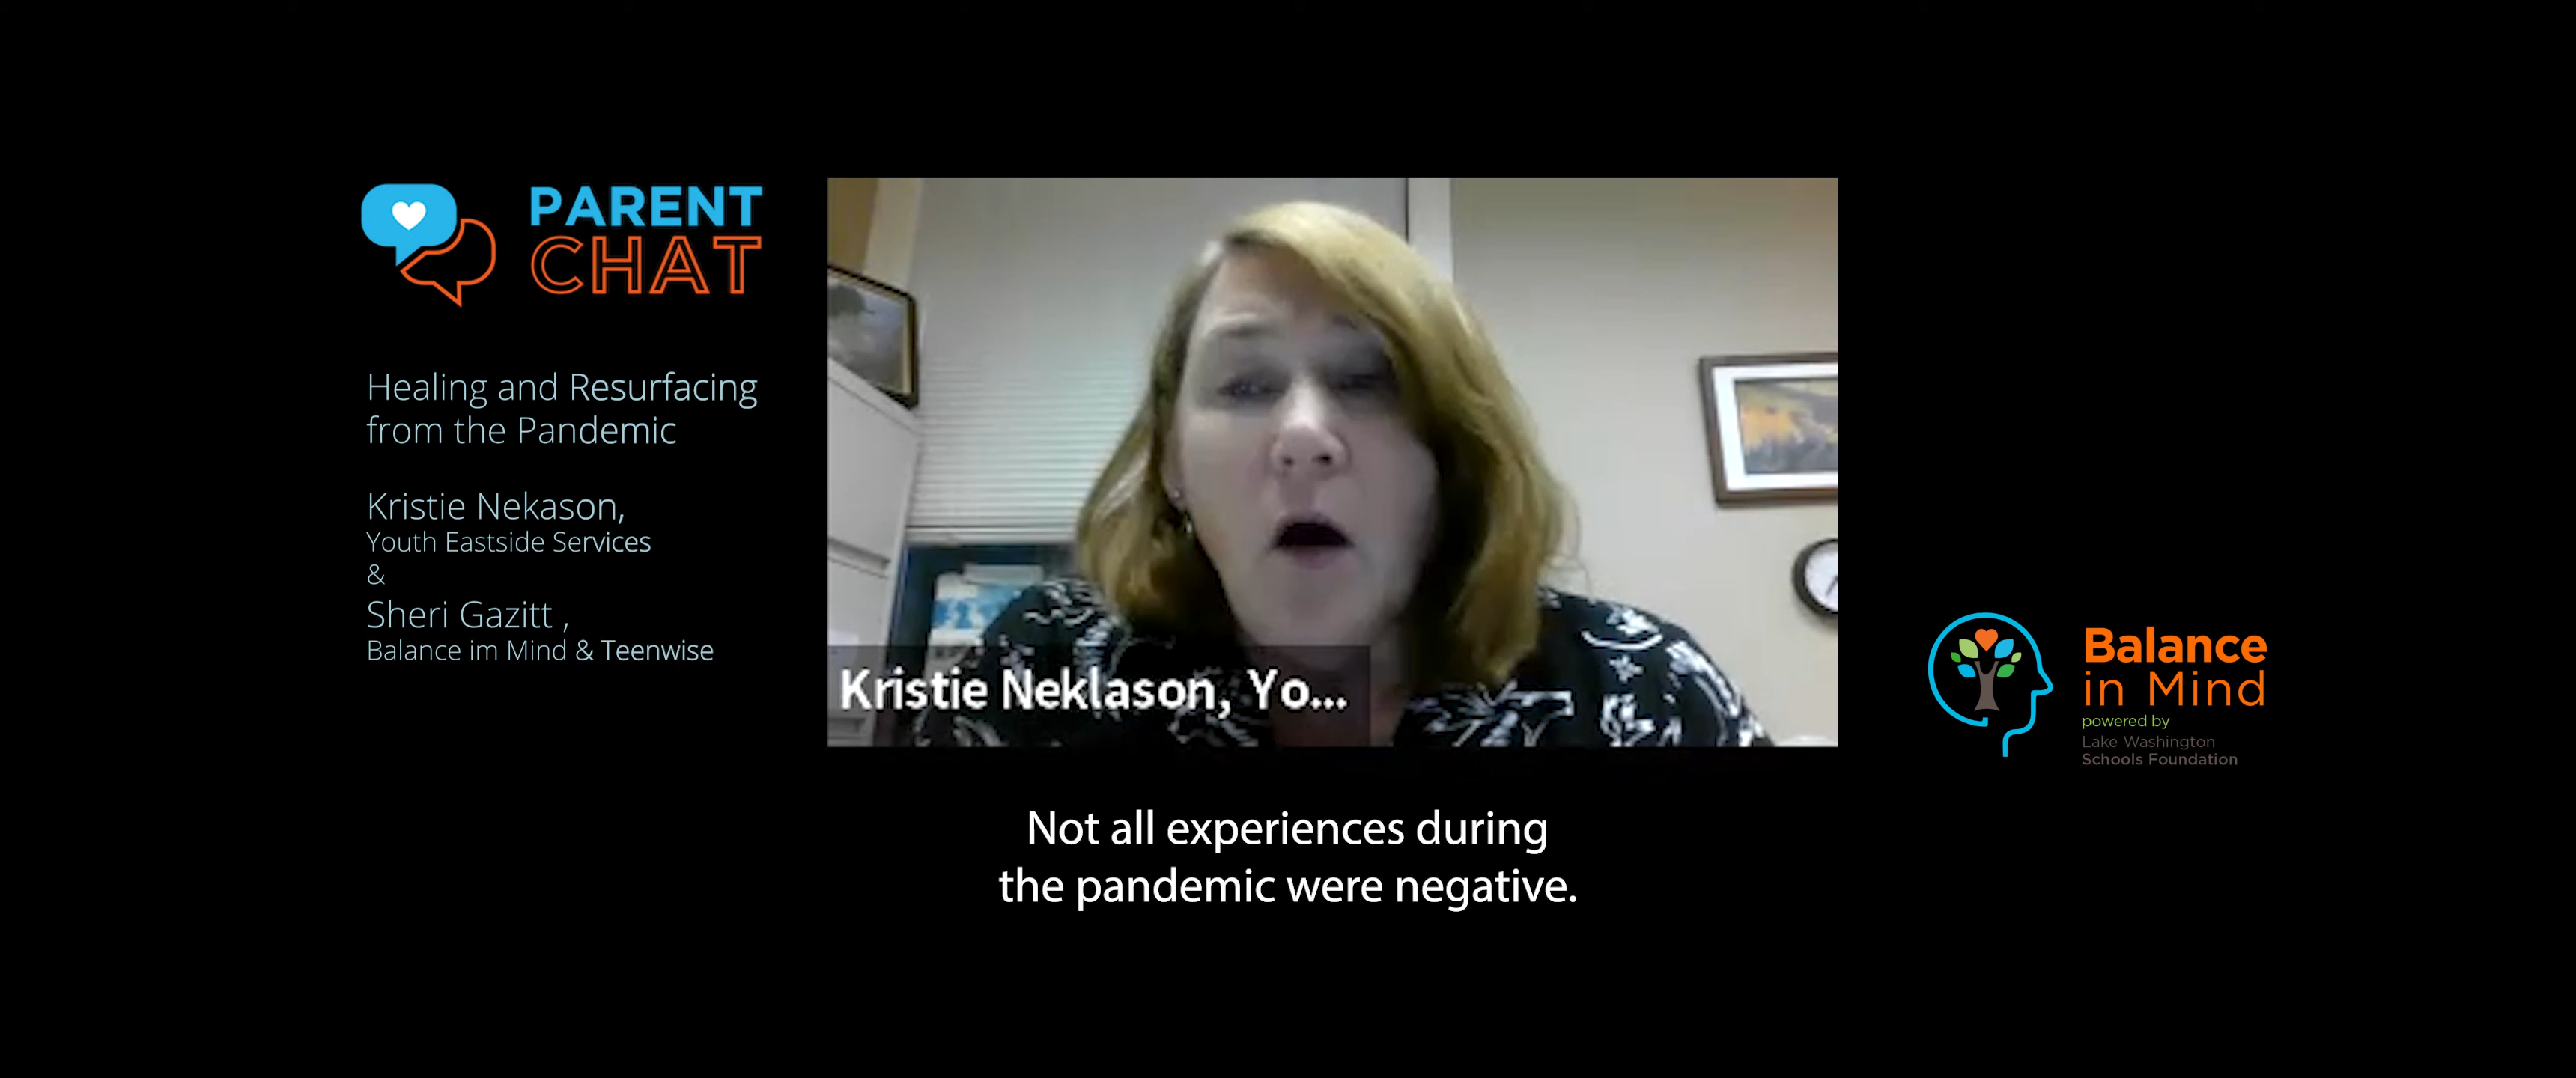 PARENT
CHAT
Healing and Resurfacing
from the Pandemic
Kristie Nekason,
Youth Eastside Services
&
Sheri Gazitt ,
Balance im Mind & Teenwise
Kristie Neklason, Yo...
Balance
in Mind
powered by
Lake Washington
Schools Foundation
Not all experiences during
the pandemic were negative.